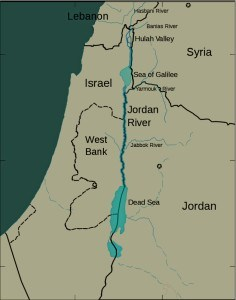 Hasbani River
Lebanon
Banias River
Hulah Valley
Syria
Sea of Galilee
Israel
Yarmouk River
Jordan
River
West
Bank
Jabbok River
Dead Sea
Jordan